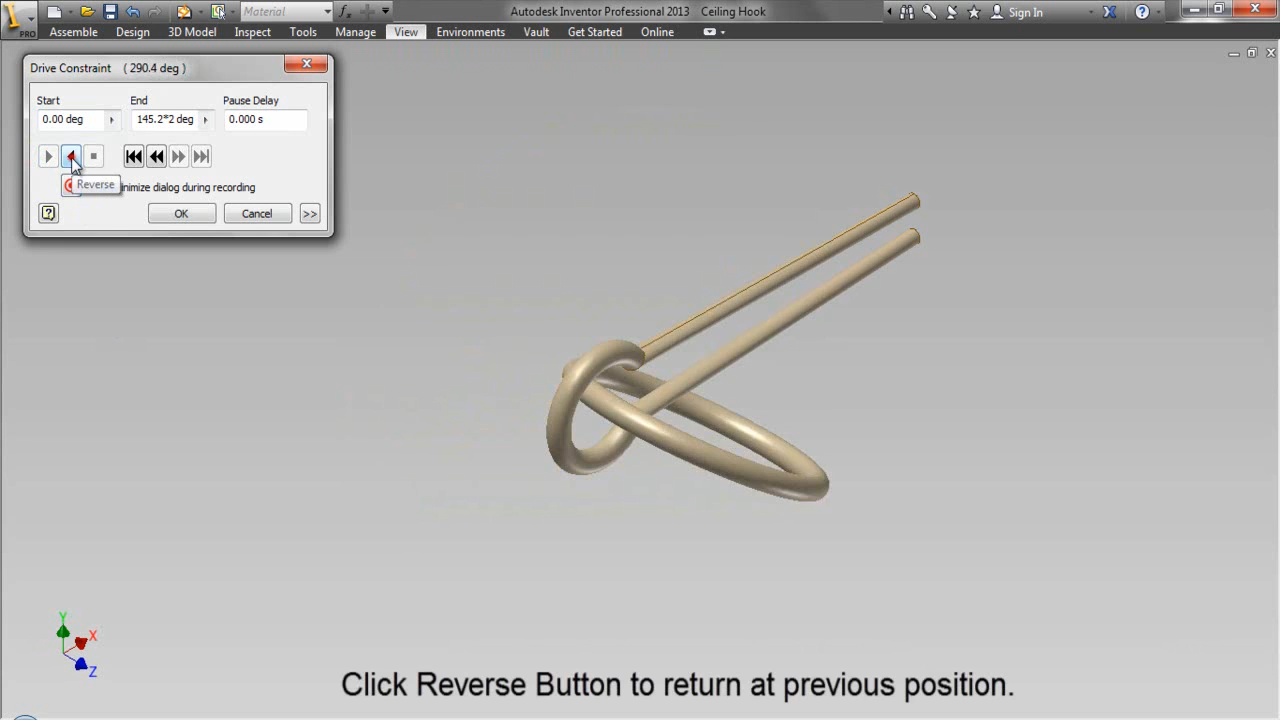 Material
Autodesk Inventor Professional 2013 Ceiling Hook
Sign In
PRO
Assemble Design 3D Model Inspect Tools Manage View Environments Vault Get Started Online
Drive Constraint ( 290.4 deg )
Start End Pause Delay
0.00 deg 145.2*2 deg 0.000 s
Reverse
inimize dialog during recording
OK Cancel >>
Y
X
Z
Click Reverse Button to return at previous position.